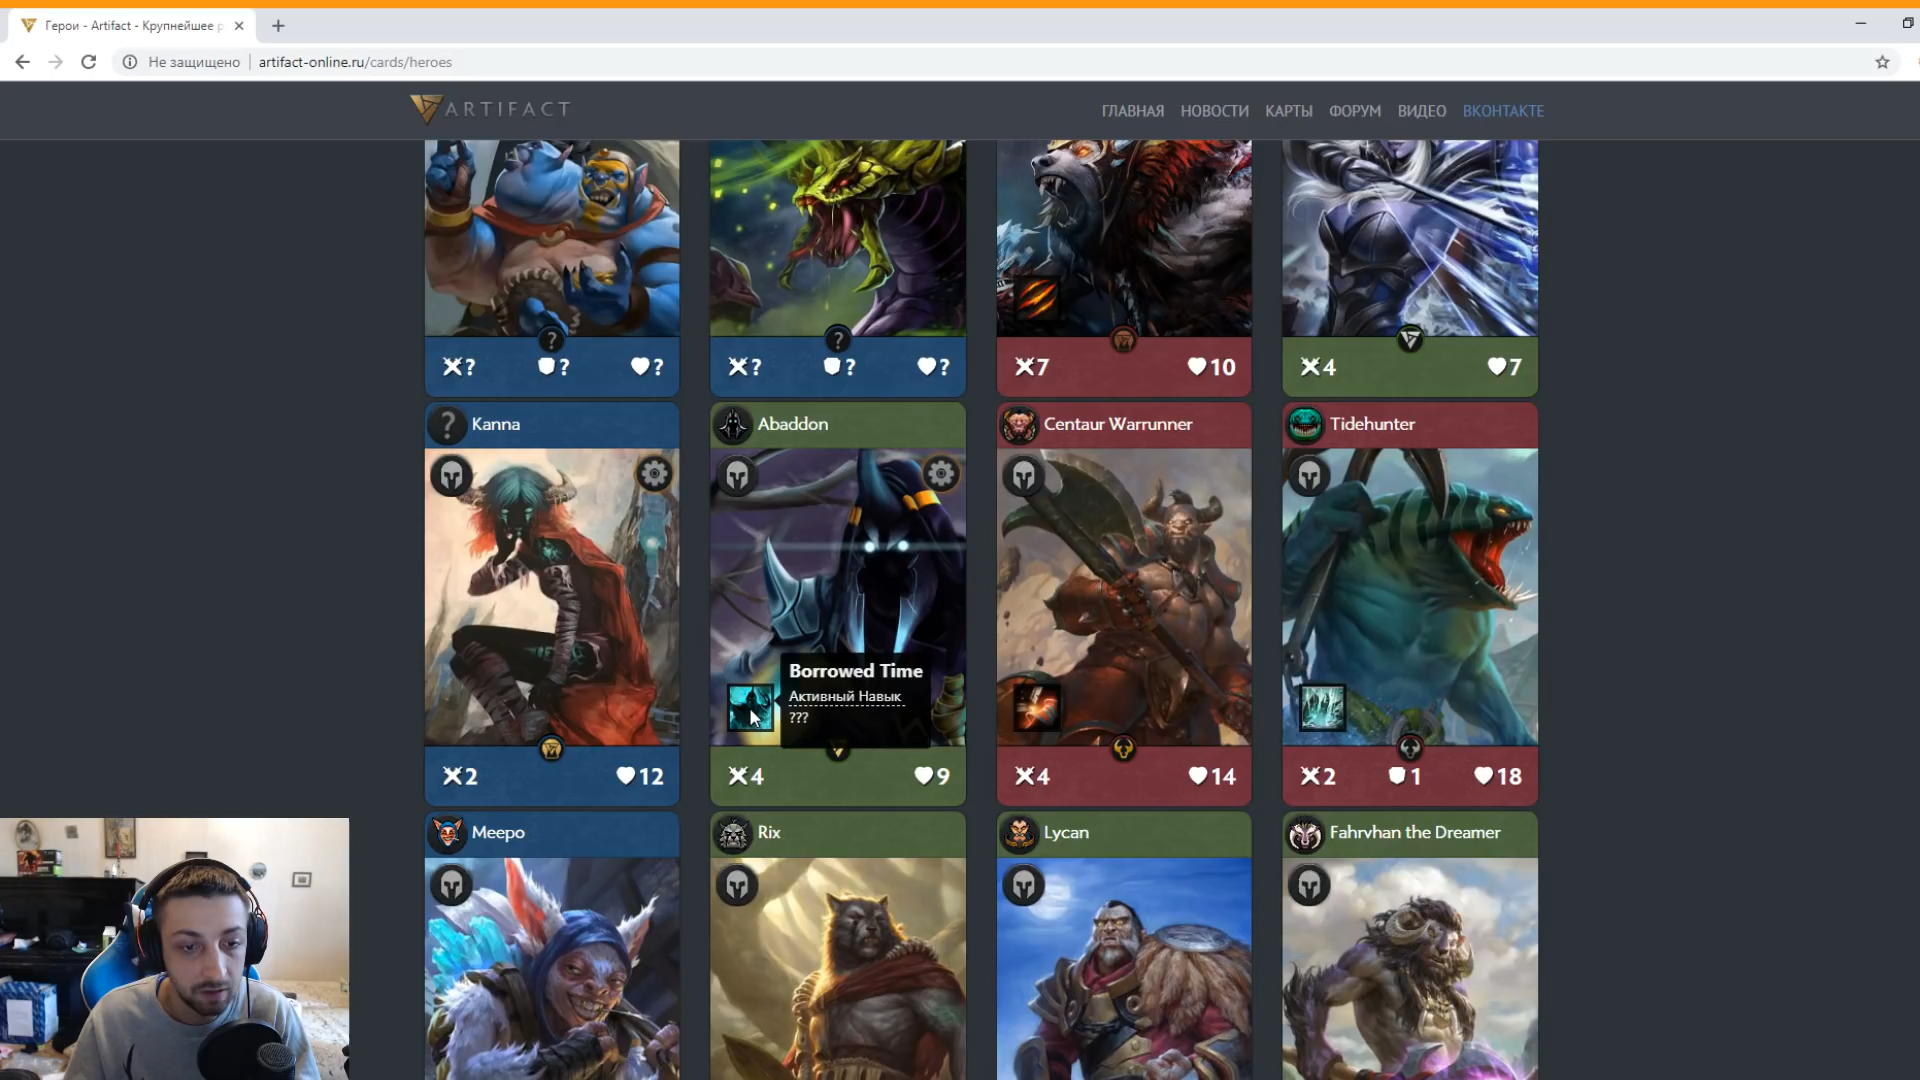 Герои - Artifact - Крупнейшее р
Не защищено
artifact-online.ru/cards/heroes
ARTIFACT
ГЛАВНАЯ НОВОСТИ КАРТЫ ФОРУМ ВИДЕО ВКОНТАКТЕ
? ? ? ?
? ? ? ?
7 10
4 7
? Kanna
Abaddon
Centaur Warrunner
Tidehunter
Borrowed Time
Активный Навык
???
2 12
4 9
4 14
2 1 18
Meepo
Rix
Lycan
Fahrvhan the Dreamer